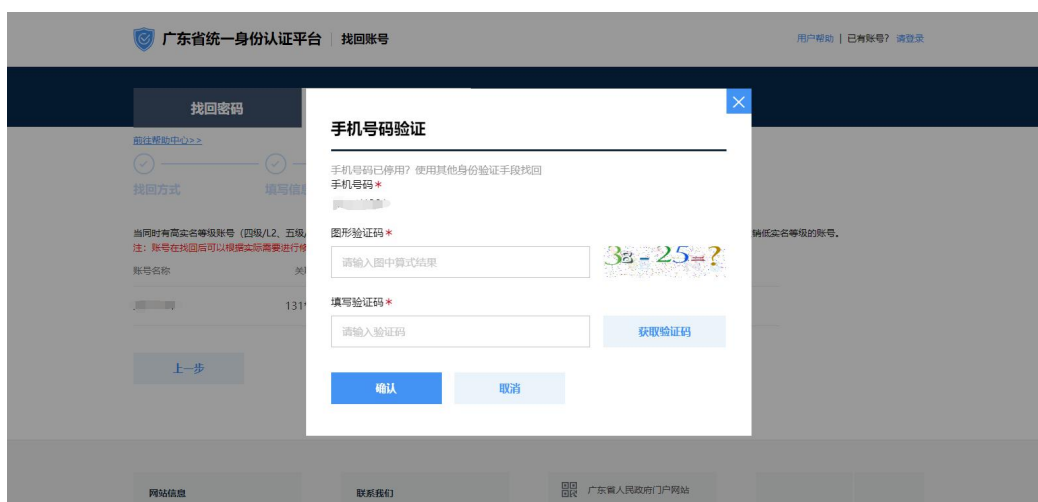 广东省统一身份认证平台 找回账号
用户帮助 | 已有账号? 请登录
找回密码
前往帮助中心>>
找回方式
填写信息
当同时有高实名等级账号(四级/L2、五级/
销低实名等级的账号。
注:账号在找回后可以根据实际需要进行修
账号名称
关
131
上一步
手机号码验证
手机号码已停用? 使用其他身份验证手段找回
手机号码*
图形验证码*
请输入图中算式结果
填写验证码*
请输入验证码
获取验证码
确认
取消
网站信息
联系我们
广东省人民政府门户网站